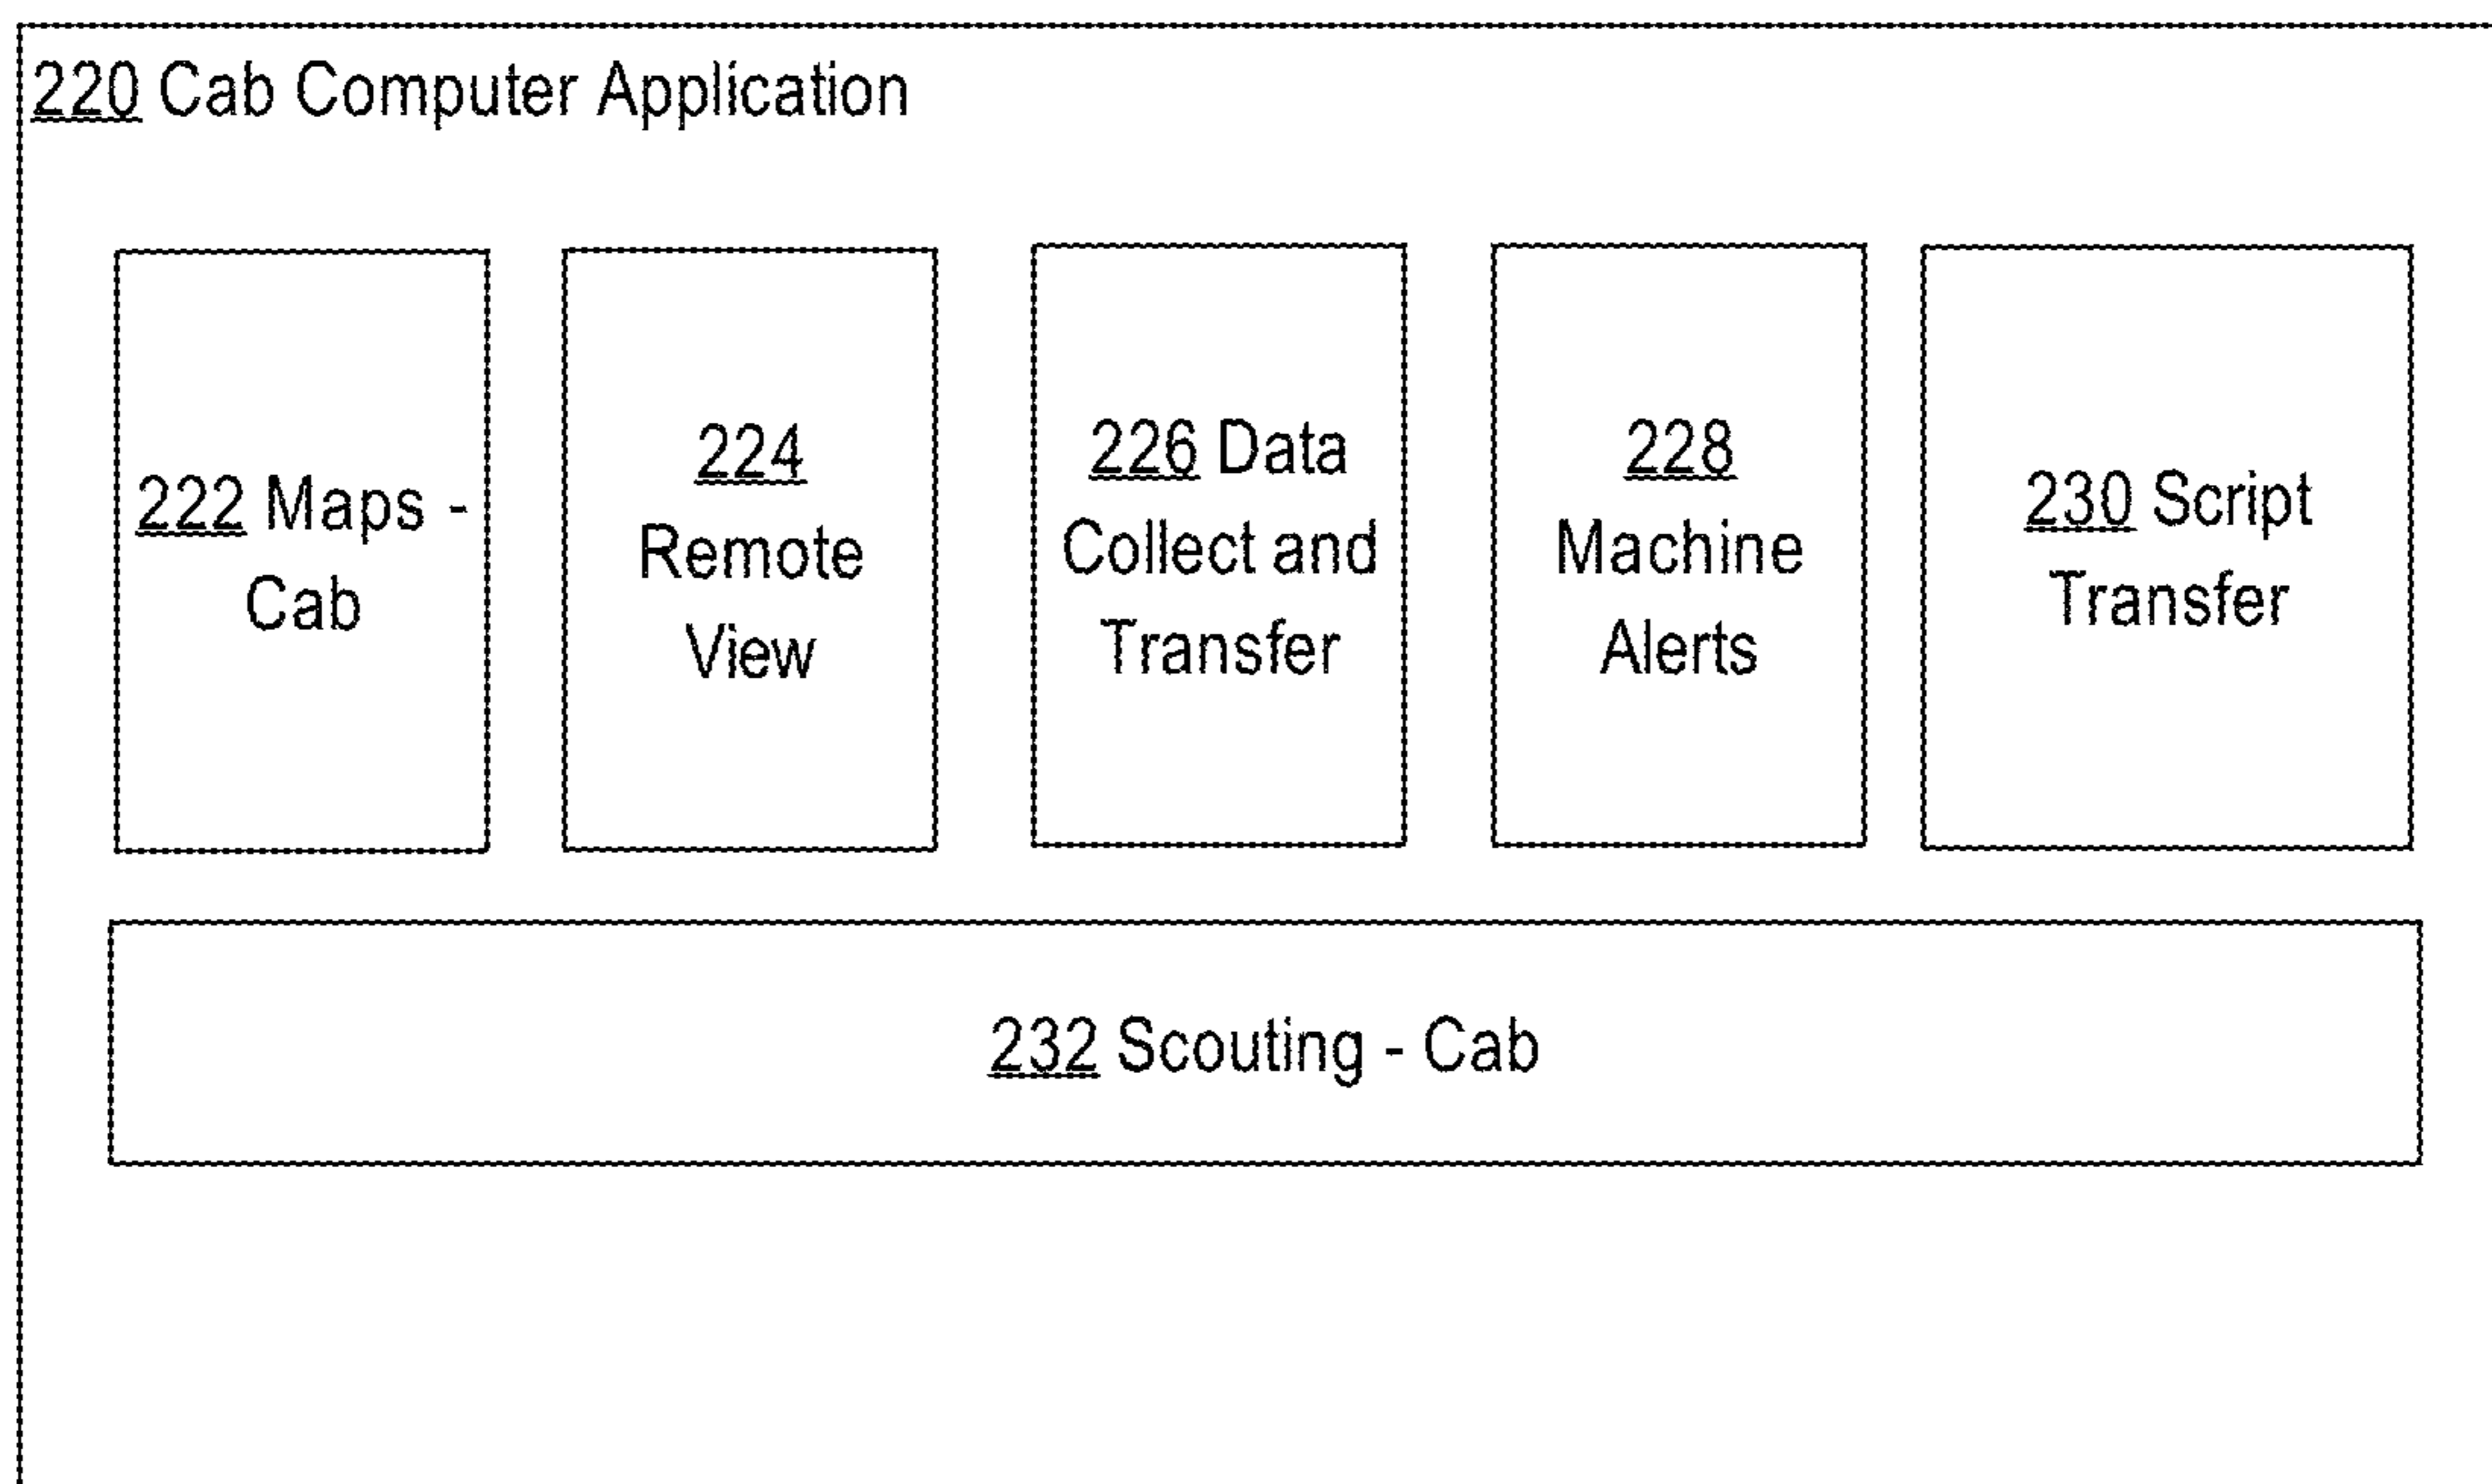 220 Cab Computer Application
222 Maps -
Cab
224
Remote
View
226 Data
Collect and
Transfer
228
Machine
Alerts
230 Script
Transfer
232 Scouting - Cab